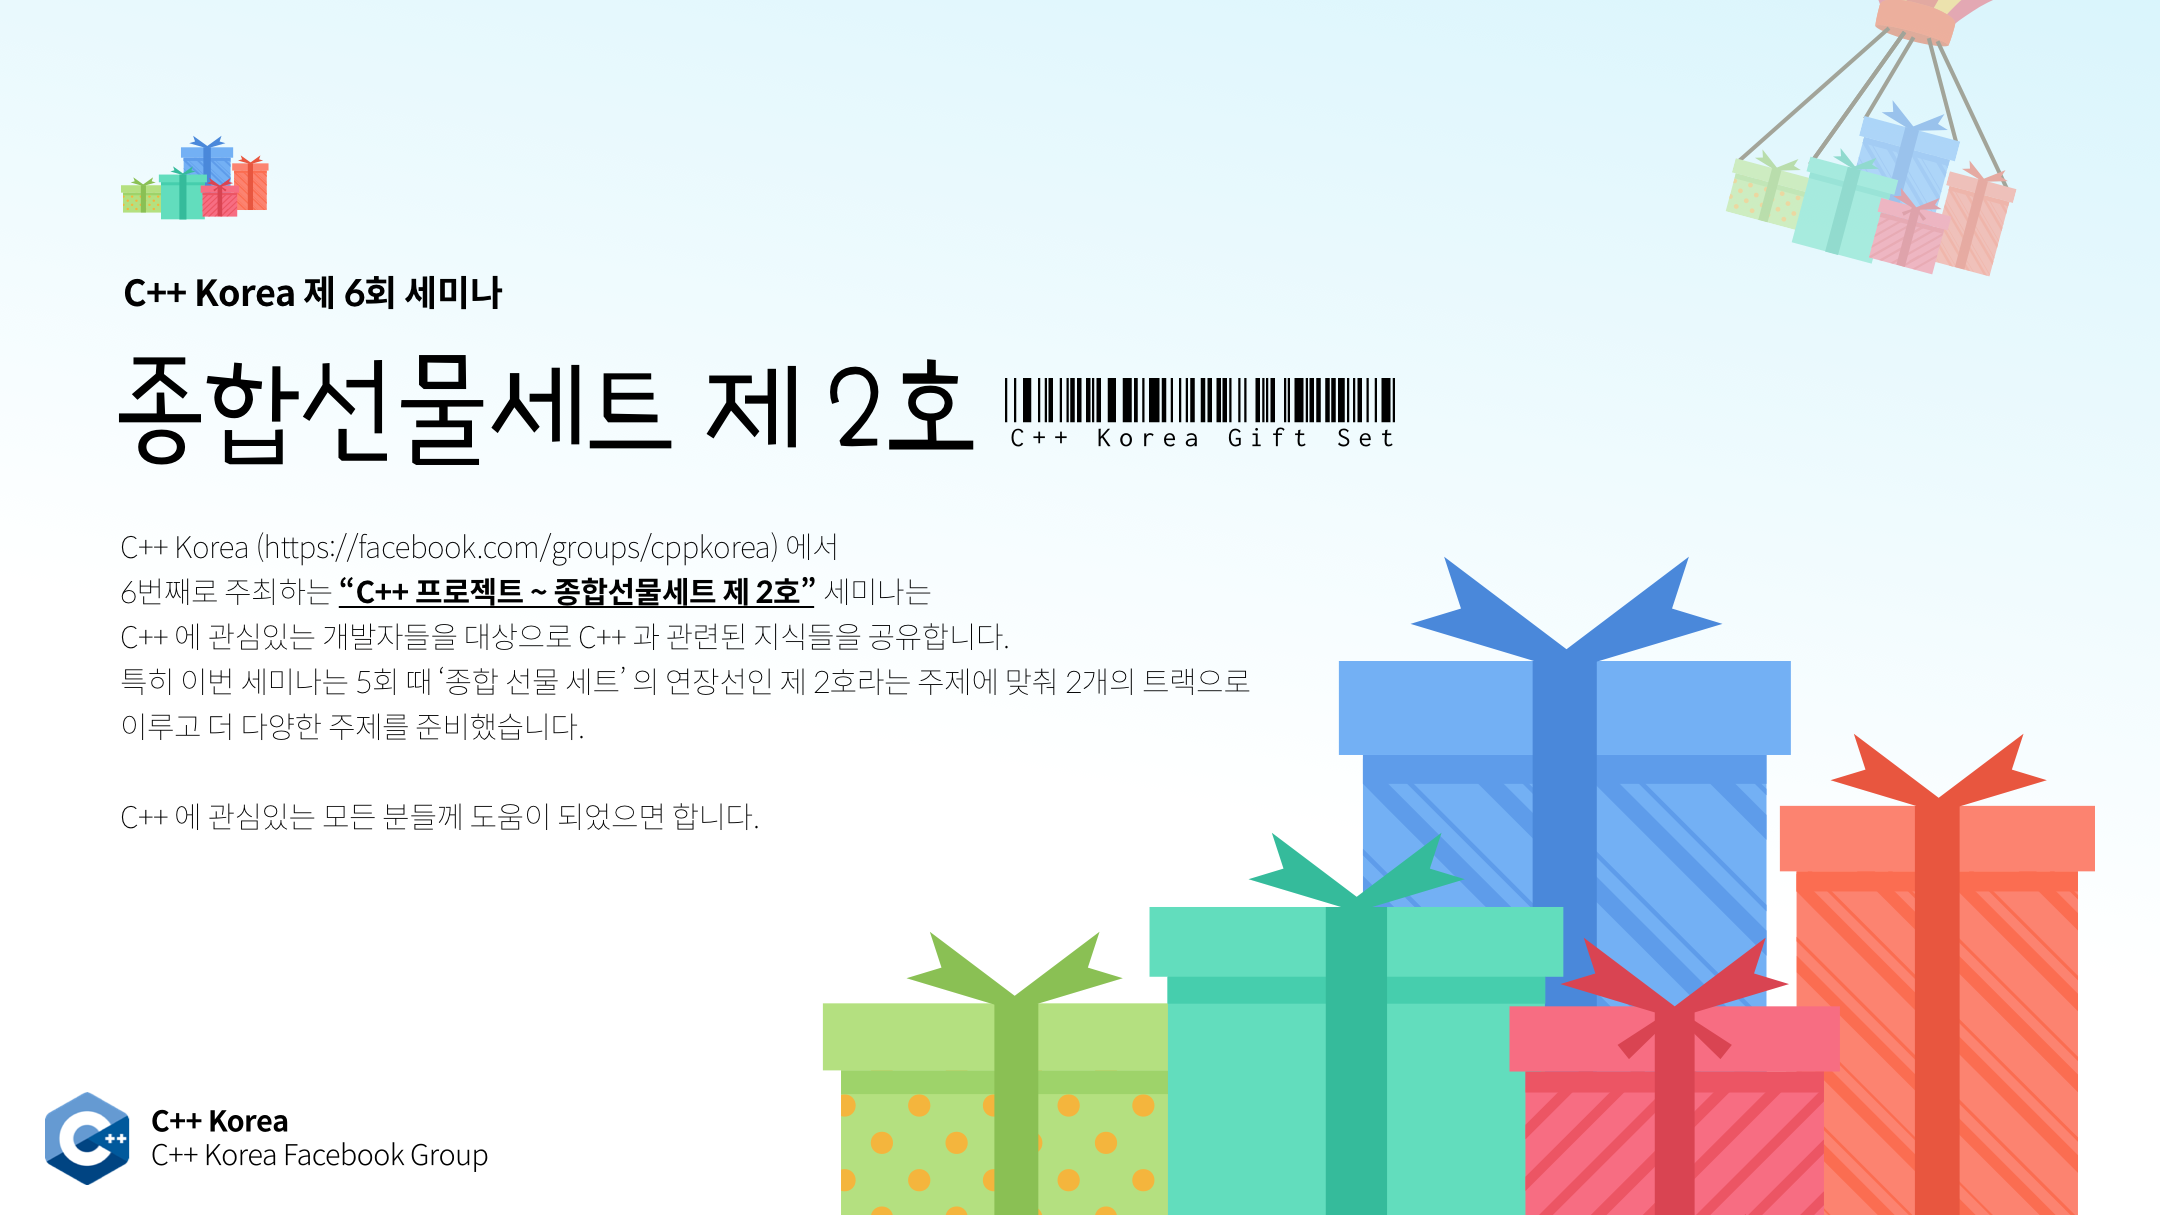 C++ Korea 제 6회 세미나
종합선물세트 제 2호
C++ Korea Gift Set
C++ Korea (https://facebook.com/groups/cppkorea) 에서
6번째로 주최하는 “C++ 프로젝트 ~ 종합선물세트 제 2호” 세미나는
C++ 에 관심있는 개발자들을 대상으로 C++ 과 관련된 지식들을 공유합니다.
특히 이번 세미나는 5회 때 ‘종합 선물 세트’ 의 연장선인 제 2호라는 주제에 맞춰 2개의 트랙으로
이루고 더 다양한 주제를 준비했습니다.
C++ 에 관심있는 모든 분들께 도움이 되었으면 합니다.
C++
C++ Korea
C++ Korea Facebook Group